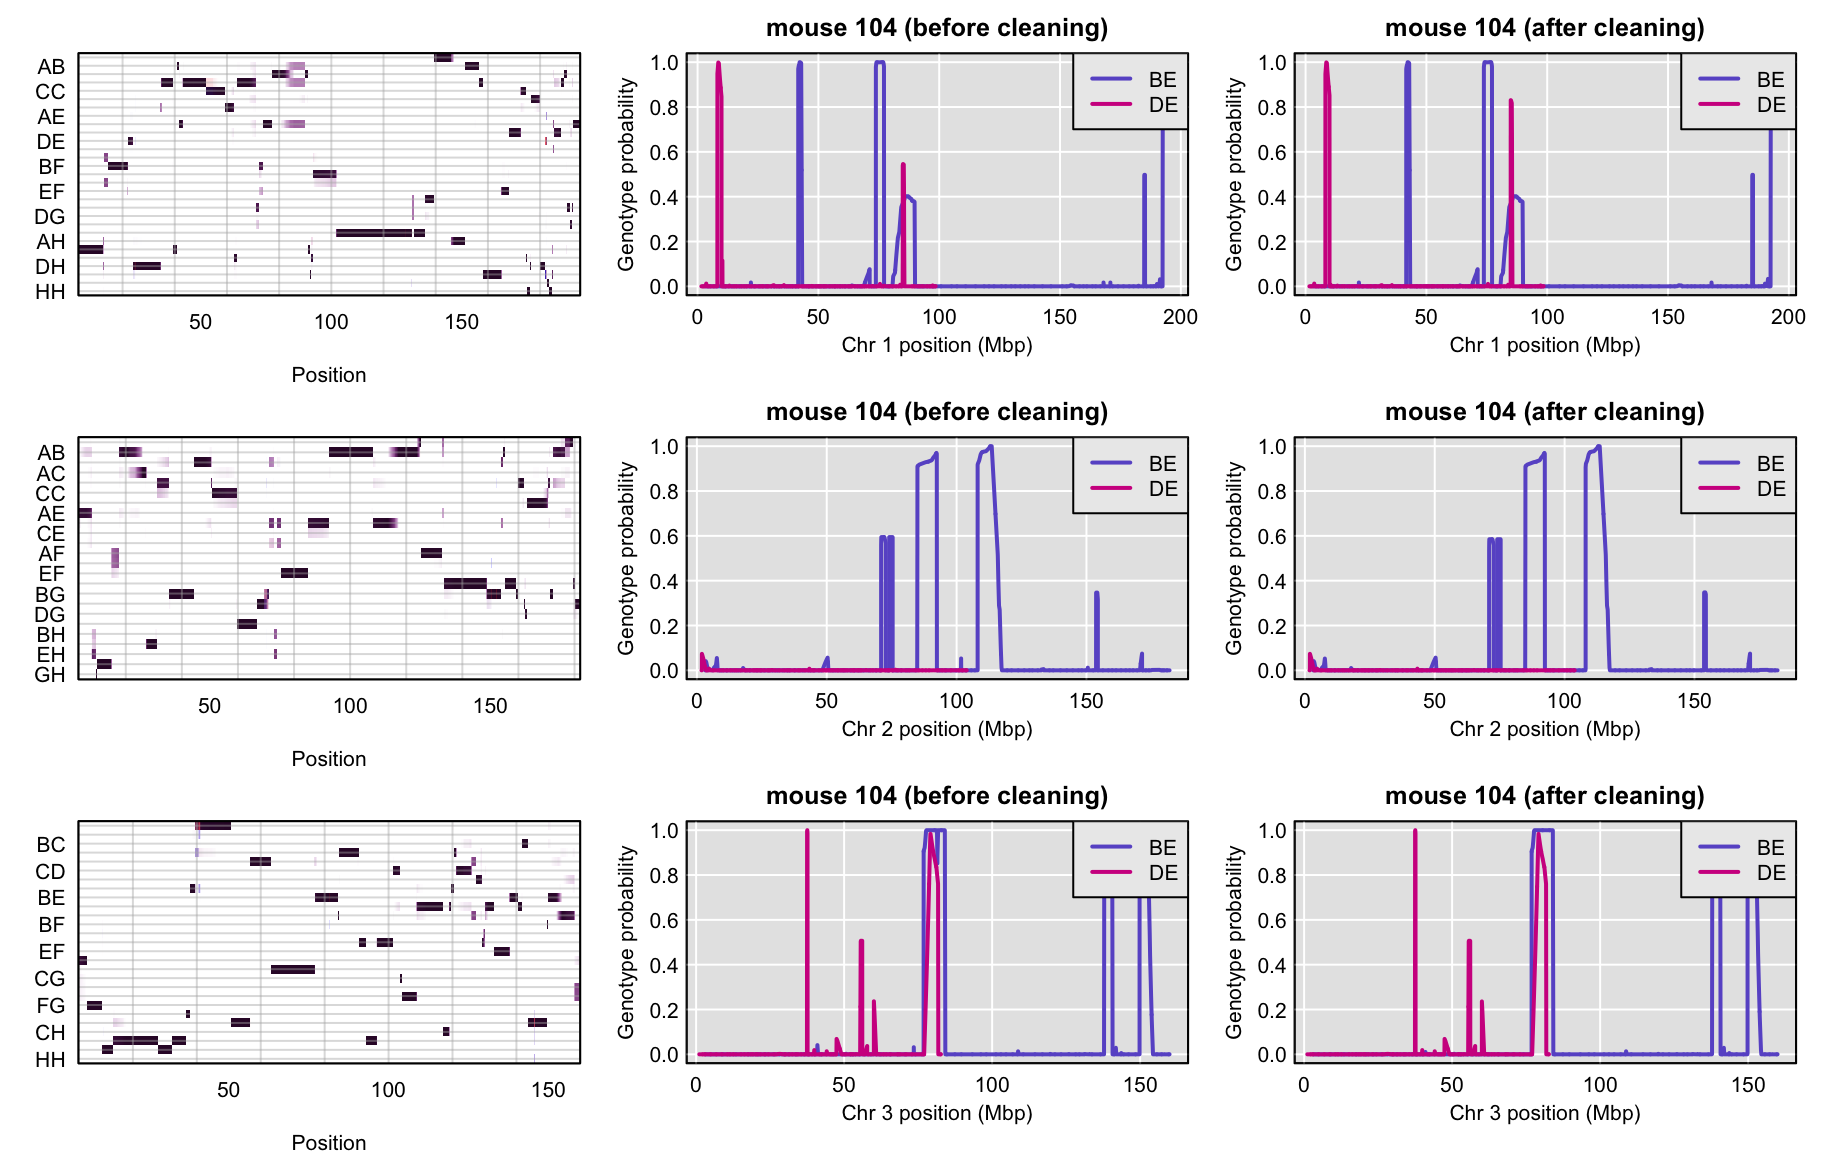 mouse 104 (before cleaning)
mouse 104 (after cleaning)
AB
CC
AE
DE
BF
EF
DG
AH
DH
HH
50 100 150
Position
Genotype probability
1.0
0.8
0.6
0.4
0.2
0.0
BE
DE
0 50 100 150 200
Chr 1 position (Mbp)
Genotype probability
1.0
0.8
0.6
0.4
0.2
0.0
BE
DE
0 50 100 150 200
Chr 1 position (Mbp)
mouse 104 (before cleaning)
mouse 104 (after cleaning)
AB
AC
CC
AE
CE
AF
EF
BG
DG
BH
EH
GH
50 100 150
Position
Genotype probability
1.0
0.8
0.6
0.4
0.2
0.0
BE
DE
0 50 100 150
Chr 2 position (Mbp)
Genotype probability
1.0
0.8
0.6
0.4
0.2
0.0
BE
DE
0 50 100 150
Chr 2 position (Mbp)
mouse 104 (before cleaning)
mouse 104 (after cleaning)
BC
CD
BE
BF
EF
CG
FG
CH
HH
50 100 150
Position
Genotype probability
1.0
0.8
0.6
0.4
0.2
0.0
BE
DE
0 50 100 150
Chr 3 position (Mbp)
Genotype probability
1.0
0.8
0.6
0.4
0.2
0.0
BE
DE
0 50 100 150
Chr 3 position (Mbp)